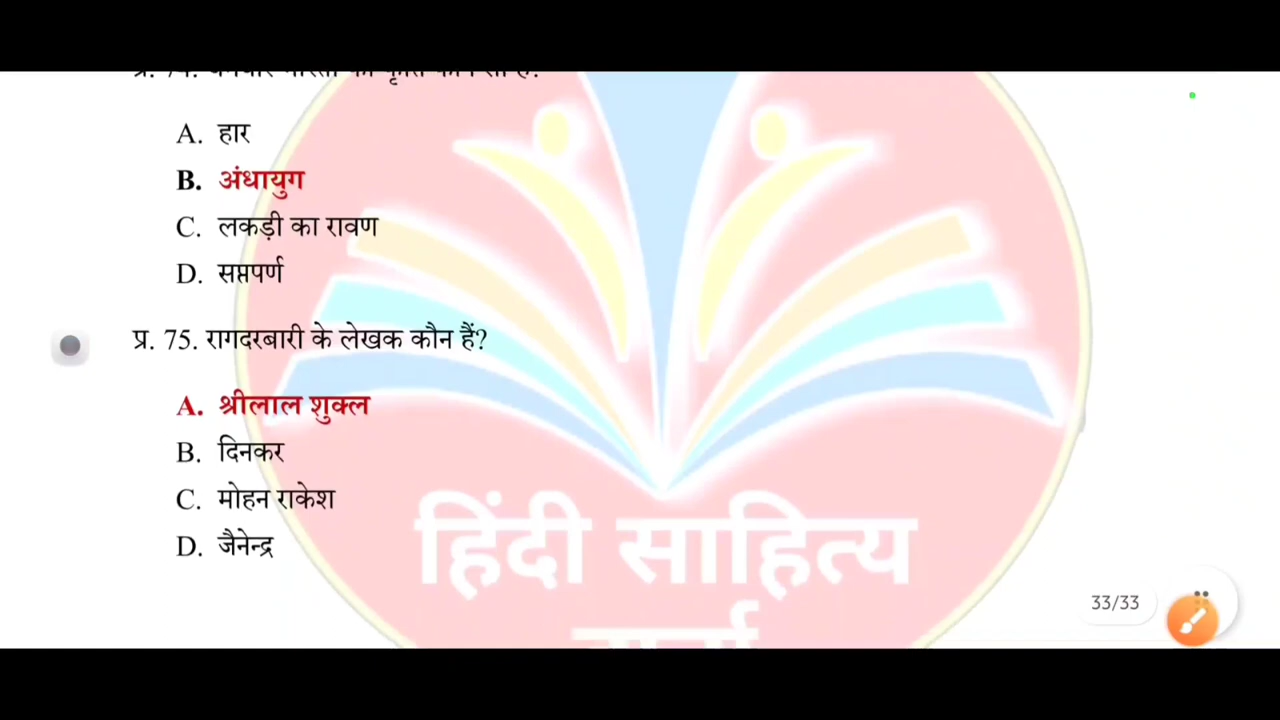 A. हार
B. अंधायुग
C. लकड़ी का रावण
D. सप्तपर्ण
प्र. 75. रागदरबारी के लेखक कौन हैं?
A. श्रीलाल शुक्ल
B. दिनकर
C. मोहन राकेश
D. जैनेन्द्र
हिंदी साहित्य
33/33